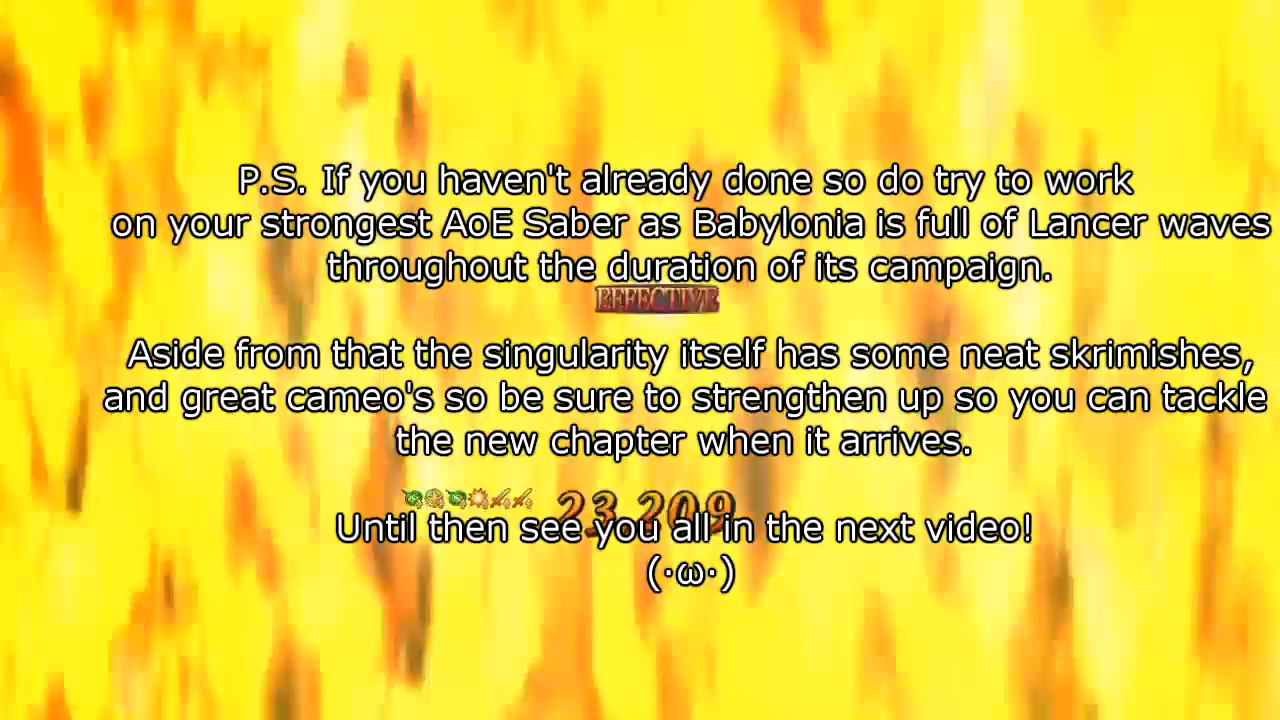 P.S. If you haven't already done so do try to work
on your strongest AoE Saber as Babylonia is full of Lancer waves
throughout the duration of its campaign.
EFFECTIVE
Aside from that the singularity itself has some neat skrimishes,
and great cameo's so be sure to strengthen up so you can tackle
the new chapter when it arrives.
23,209
Until then see you all in the next video!
(·ω·)